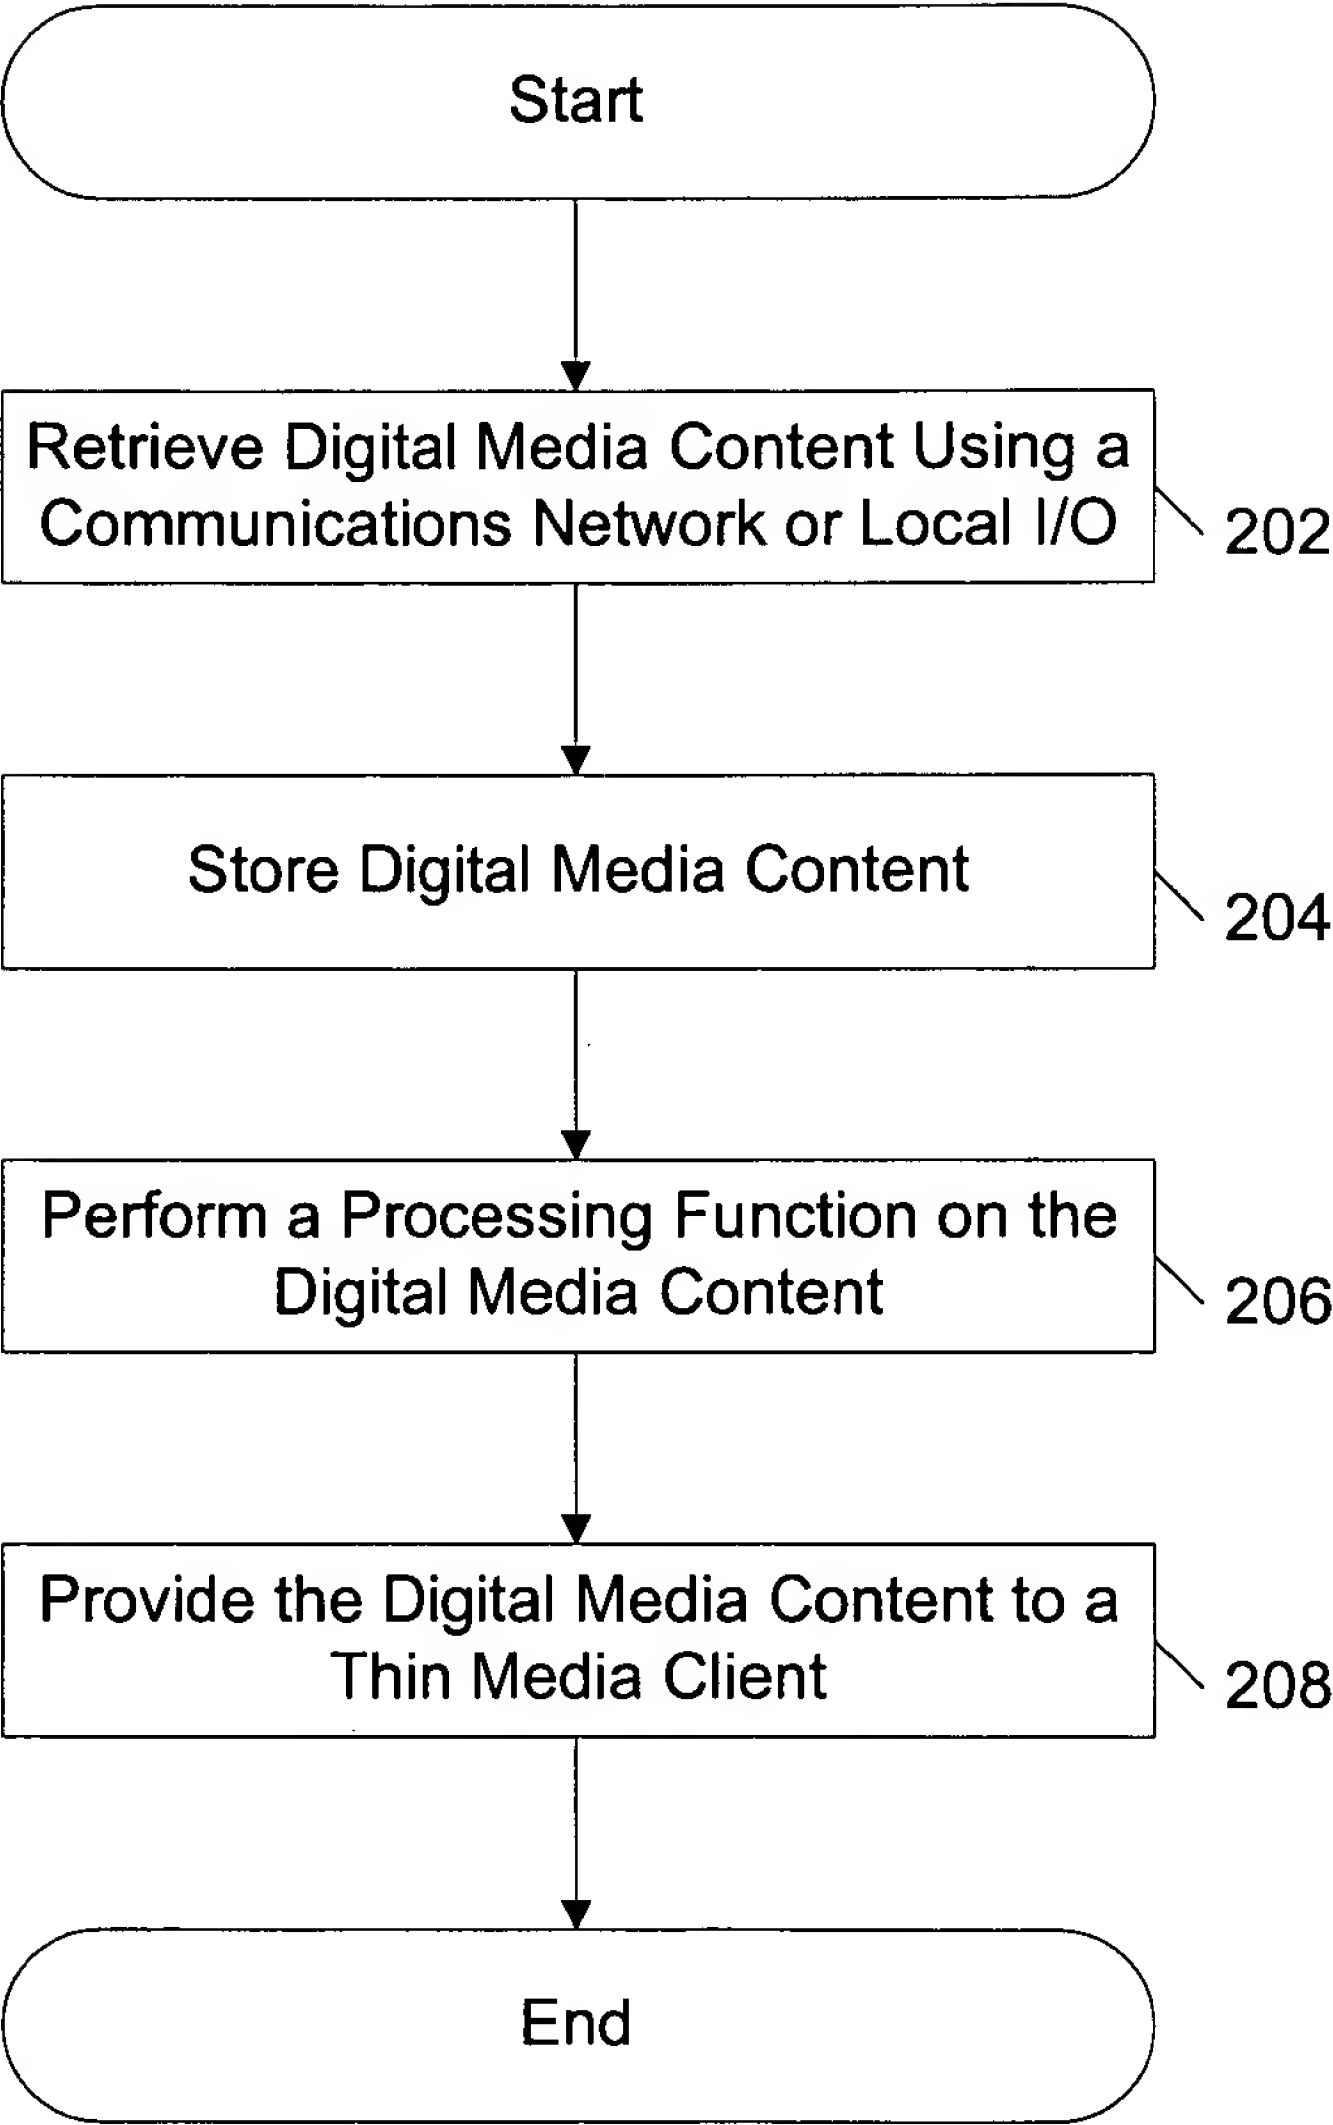 Start
Retrieve Digital Media Content Using a
Communications Network or Local I/O
202
Store Digital Media Content
204
Perform a Processing Function on the
Digital Media Content
206
Provide the Digital Media Content to a
Thin Media Client
208
End